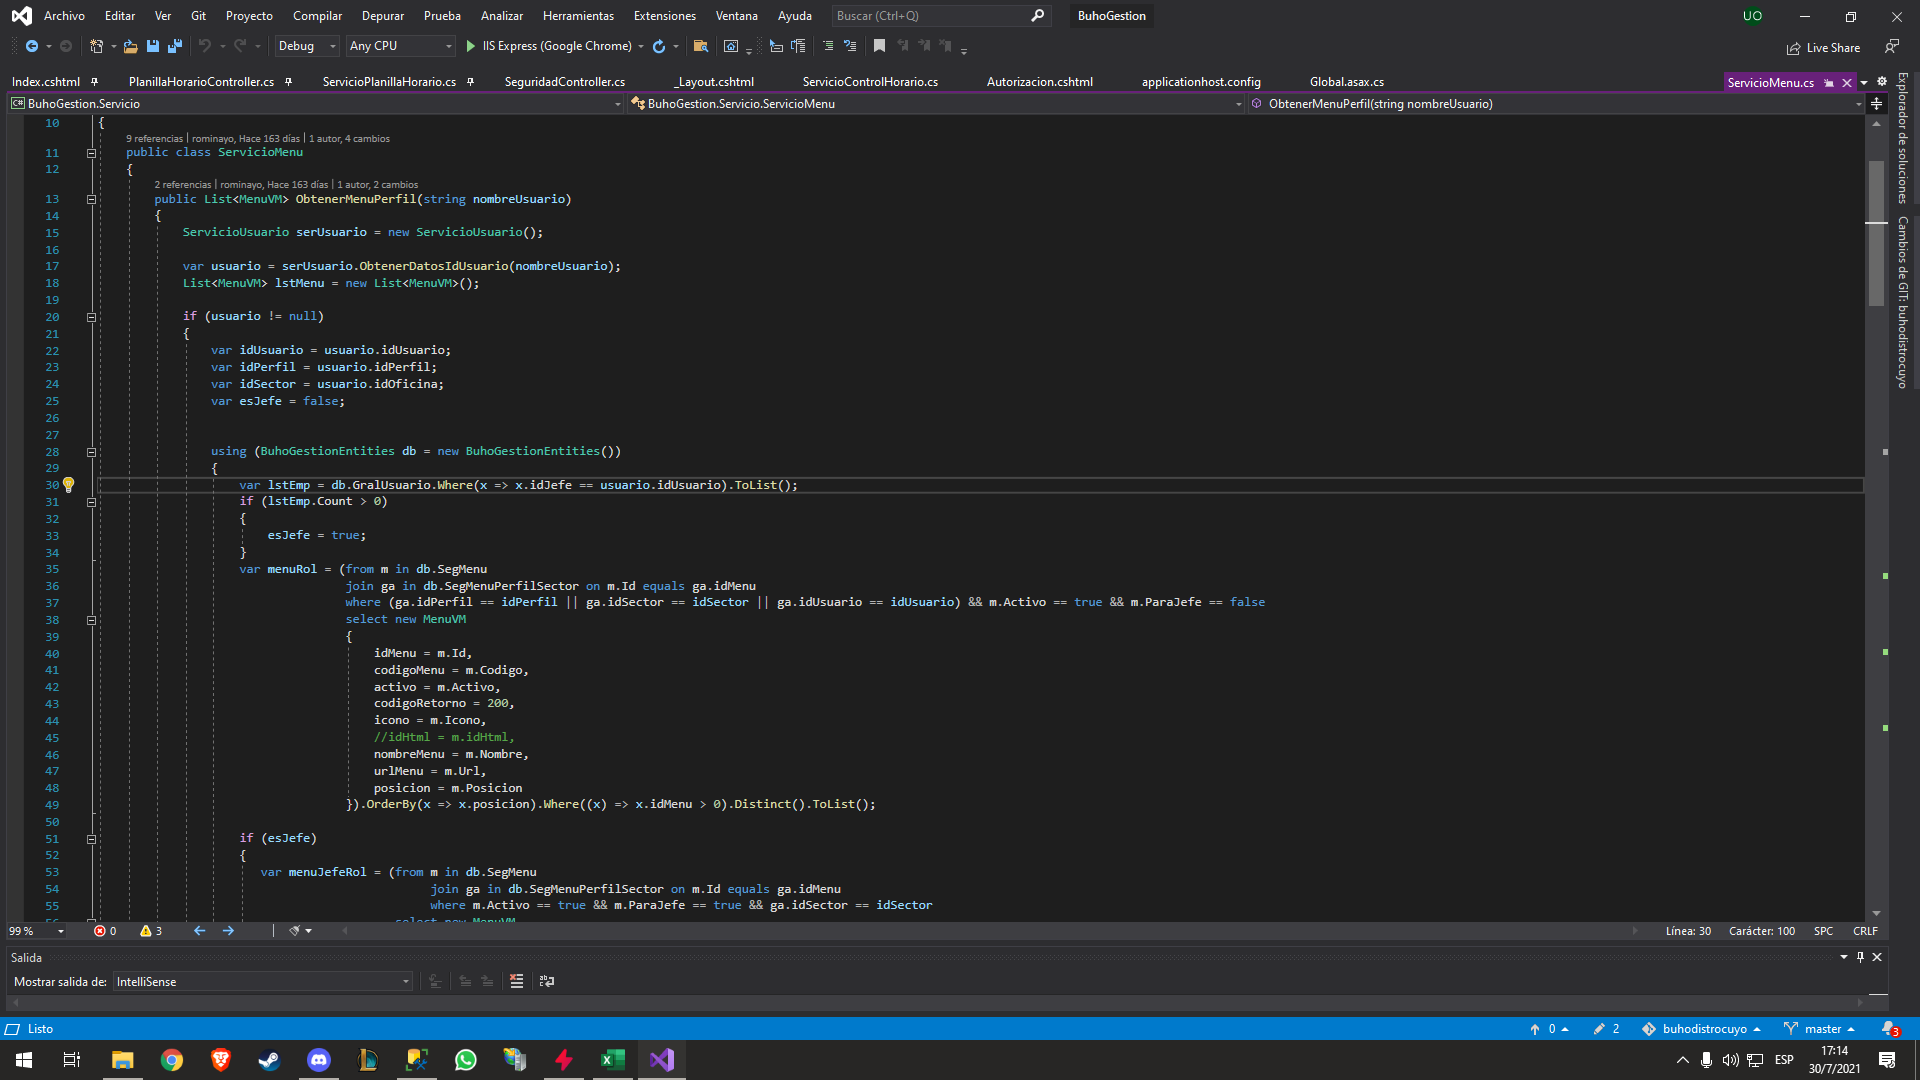 Archivo Editar Ver Git Proyecto Compilar Depurar Prueba Analizar Herramientas Extensiones Ventana Ayuda Buscar (Ctrl+Q) BuhoGestion UO
Debug Any CPU IIS Express (Google Chrome) Live Share
Index.cshtml PlanillaHorarioController.cs ServicioPlanillaHorario.cs SeguridadController.cs _Layout.cshtml ServicioControlHorario.cs Autorizacion.cshtml applicationhost.config Global.asax.cs ServicioMenu.cs
BuhoGestion.Servicio BuhoGestion.Servicio.ServicioMenu ObtenerMenuPerfil(string nombreUsuario)
Explorador de soluciones
Cambios de GIT: buhodistrocuyo
10 {
9 referencias | rominayo, Hace 163 días | 1 autor, 4 cambios
11 public class ServicioMenu
12 {
2 referencias | rominayo, Hace 163 días | 1 autor, 2 cambios
13 public List<MenuVM> ObtenerMenuPerfil(string nombreUsuario)
14 {
15 ServicioUsuario serUsuario = new ServicioUsuario();
16
17 var usuario = serUsuario.ObtenerDatosIdUsuario(nombreUsuario);
18 List<MenuVM> lstMenu = new List<MenuVM>();
19
20 if (usuario != null)
21 {
22 var idUsuario = usuario.idUsuario;
23 var idPerfil = usuario.idPerfil;
24 var idSector = usuario.idOficina;
25 var esJefe = false;
26
27
28 using (BuhoGestionEntities db = new BuhoGestionEntities())
29 {
30 var lstEmp = db.GralUsuario.Where(x => x.idJefe == usuario.idUsuario).ToList();
31 if (lstEmp.Count > 0)
32 {
33 esJefe = true;
34 }
35 var menuRol = (from m in db.SegMenu
36 join ga in db.SegMenuPerfilSector on m.Id equals ga.idMenu
37 where (ga.idPerfil == idPerfil || ga.idSector == idSector || ga.idUsuario == idUsuario) && m.Activo == true && m.ParaJefe == false
38 select new MenuVM
39 {
40 idMenu = m.Id,
41 codigoMenu = m.Codigo,
42 activo = m.Activo,
43 codigoRetorno = 200,
44 icono = m.Icono,
45 //idHtml = m.idHtml,
46 nombreMenu = m.Nombre,
47 urlMenu = m.Url,
48 posicion = m.Posicion
49 }).OrderBy(x => x.posicion).Where((x) => x.idMenu > 0).Distinct().ToList();
50
51 if (esJefe)
52 {
53 var menuJefeRol = (from m in db.SegMenu
54 join ga in db.SegMenuPerfilSector on m.Id equals ga.idMenu
55 where m.Activo == true && m.ParaJefe == true && ga.idSector == idSector
56 select new MenuVM
99 % 0 3 Línea: 30 Carácter: 100 SPC CRLF
Salida
Mostrar salida de: IntelliSense
Listo 0 2 buhodistrocuyo master 3
ESP 17:14
30/7/2021